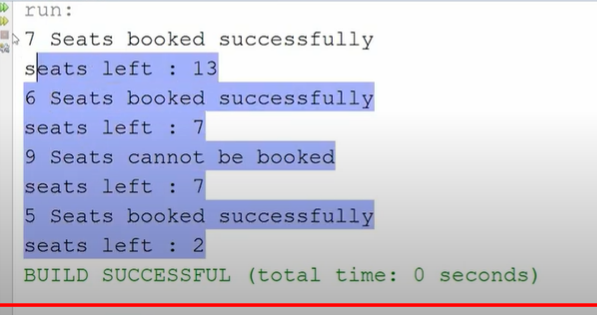 run:
7 Seats booked successfully
seats left : 13
6 Seats booked successfully
seats left : 7
9 Seats cannot be booked
seats left : 7
5 Seats booked successfully
seats left : 2
BUILD SUCCESSFUL (total time: 0 seconds)